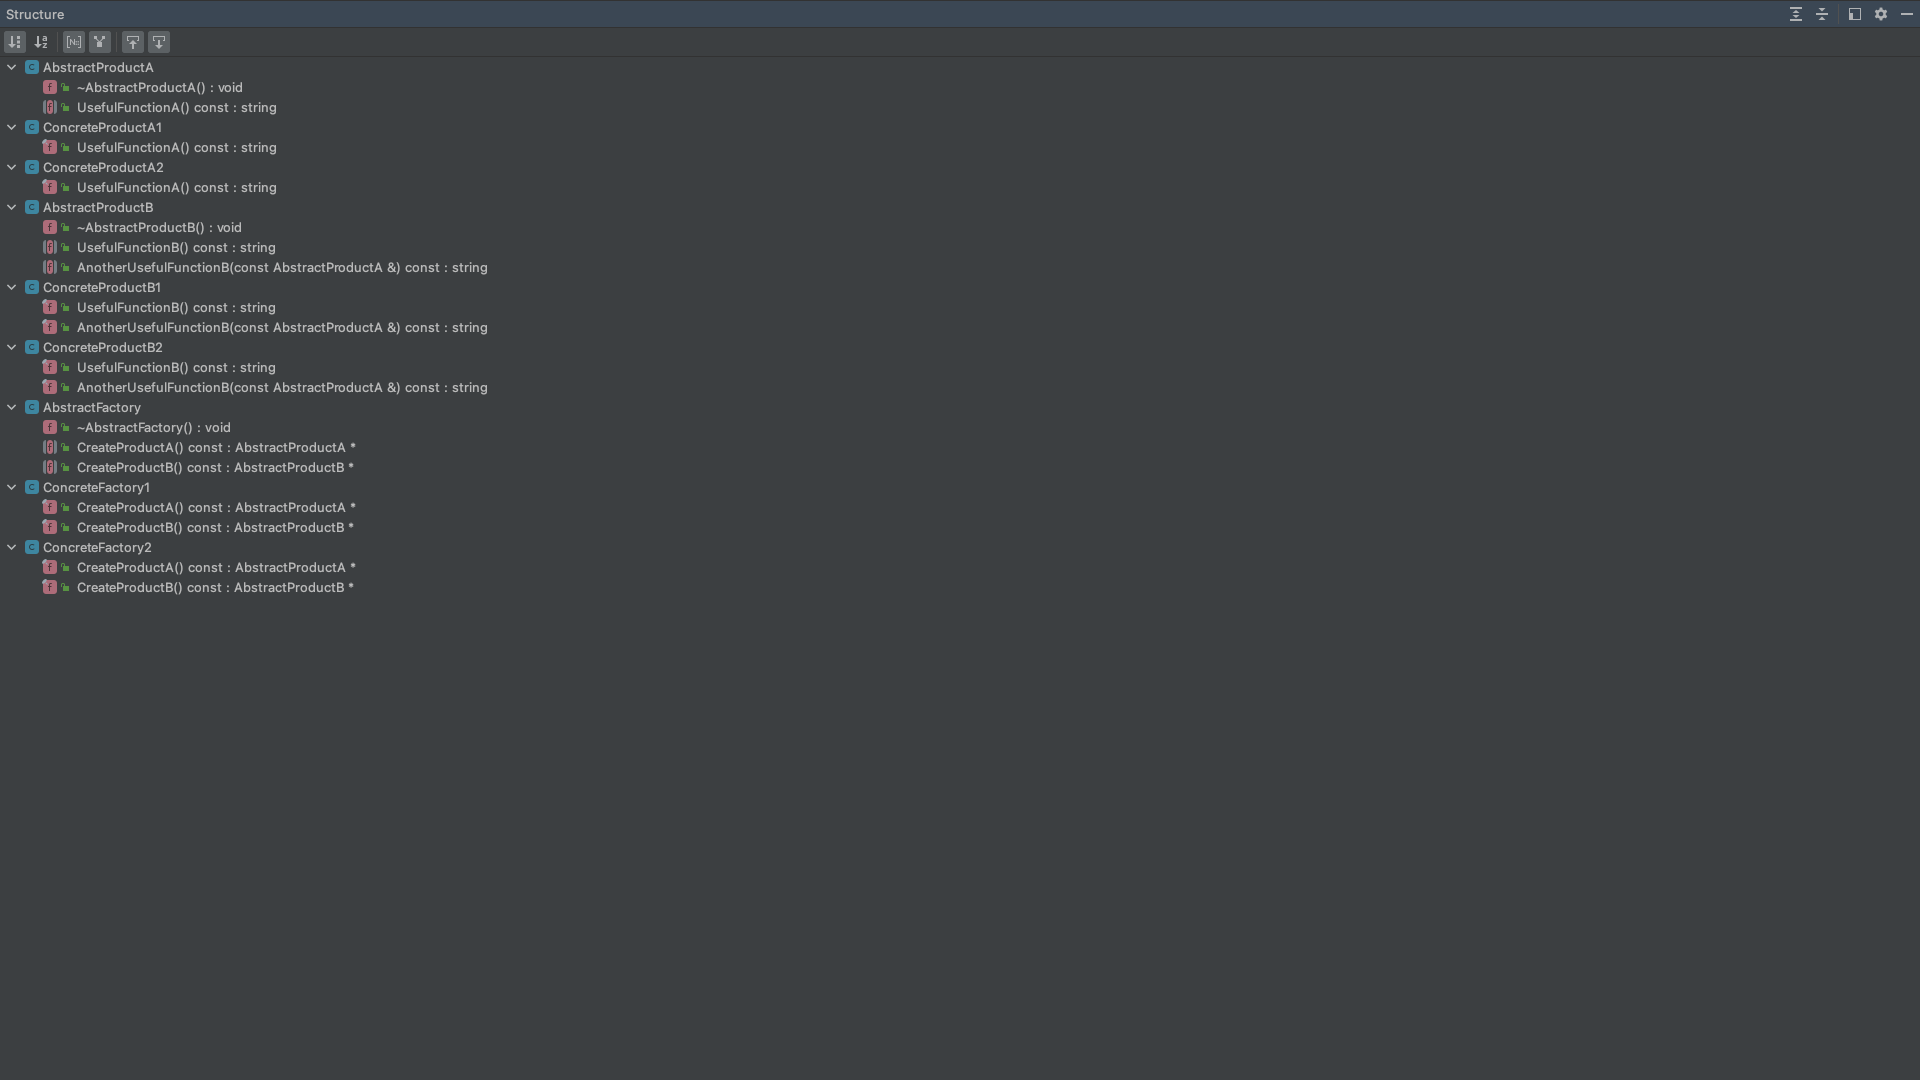 Structure
AbstractProductA
~AbstractProductA() : void
UsefulFunctionA() const : string
ConcreteProductA1
UsefulFunctionA() const : string
ConcreteProductA2
UsefulFunctionA() const : string
AbstractProductB
~AbstractProductB() : void
UsefulFunctionB() const : string
AnotherUsefulFunctionB(const AbstractProductA &) const : string
ConcreteProductB1
UsefulFunctionB() const : string
AnotherUsefulFunctionB(const AbstractProductA &) const : string
ConcreteProductB2
UsefulFunctionB() const : string
AnotherUsefulFunctionB(const AbstractProductA &) const : string
AbstractFactory
~AbstractFactory() : void
CreateProductA() const : AbstractProductA *
CreateProductB() const : AbstractProductB *
ConcreteFactory1
CreateProductA() const : AbstractProductA *
CreateProductB() const : AbstractProductB *
ConcreteFactory2
CreateProductA() const : AbstractProductA *
CreateProductB() const : AbstractProductB *